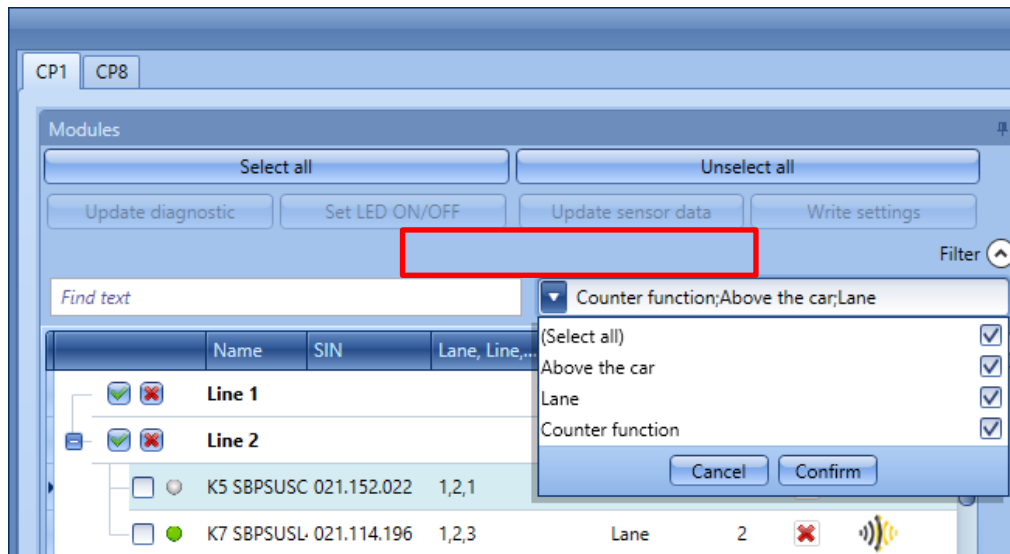 CP1 CP8
Modules
Select all Unselect all
Update diagnostic Set LED ON/OFF Update sensor data Write settings
Filter
Find text Counter function;Above the car;Lane
(Select all)
Above the car
Lane
Counter function
Cancel Confirm
Name SIN Lane, Line,...
Line 1
Line 2
K5 SBPSUSC 021.152.022 1,2,1
K7 SBPSUSL 021.114.196 1,2,3 Lane 2